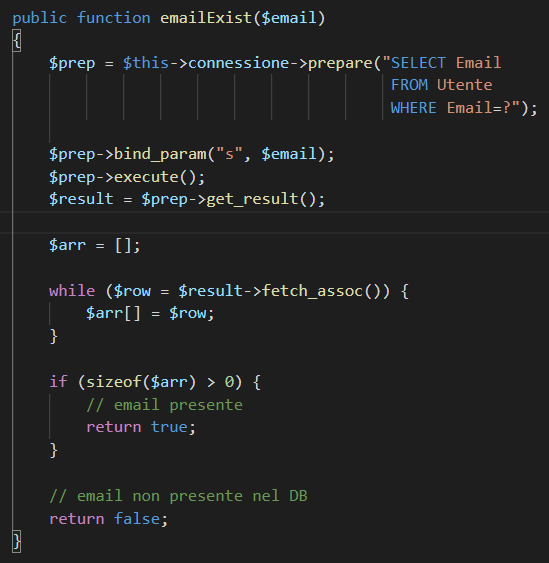 public function emailExist($email)
{
    $prep = $this->connessione->prepare("SELECT Email
                                         FROM Utente
                                         WHERE Email=?");

    $prep->bind_param("s", $email);
    $prep->execute();
    $result = $prep->get_result();

    $arr = [];

    while ($row = $result->fetch_assoc()) {
        $arr[] = $row;
    }

    if (sizeof($arr) > 0) {
        // email presente
        return true;
    }

    // email non presente nel DB
    return false;
}